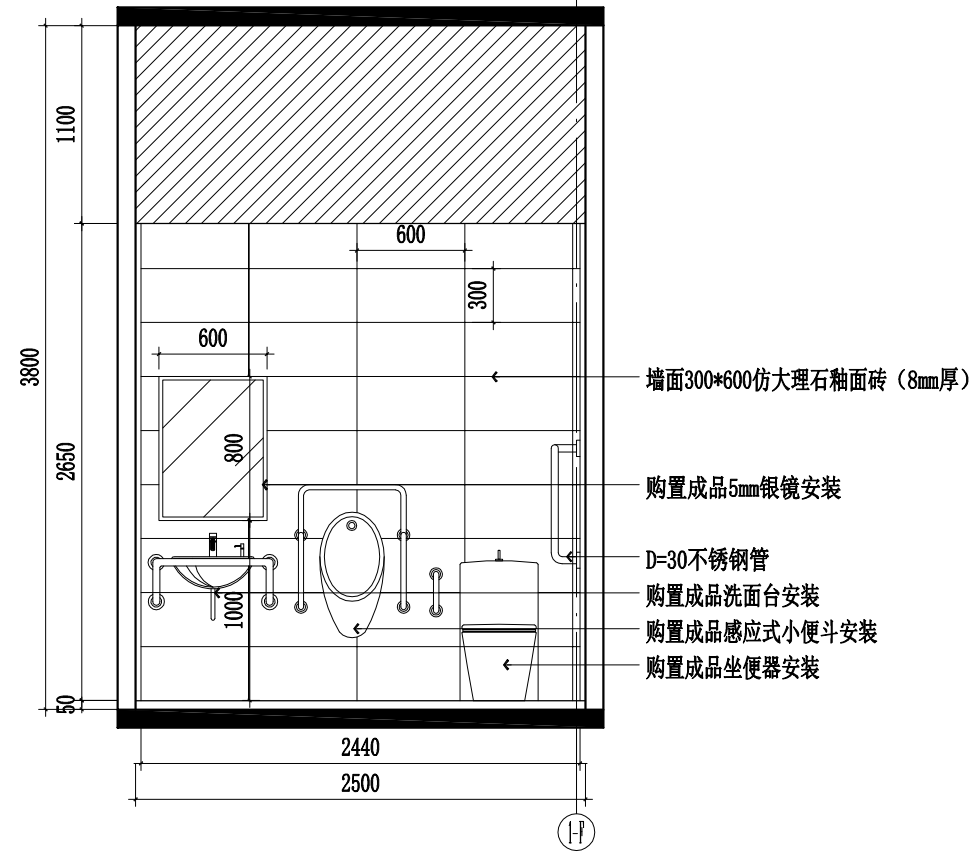 1100
600
300
3800
600
墙面300*600仿大理石釉面砖（8mm厚）
2650
800
购置成品5mm银镜安装
D=30不锈钢管
购置成品洗面台安装
1000
购置成品感应式小便斗安装
购置成品坐便器安装
50
2440
2500
1-P